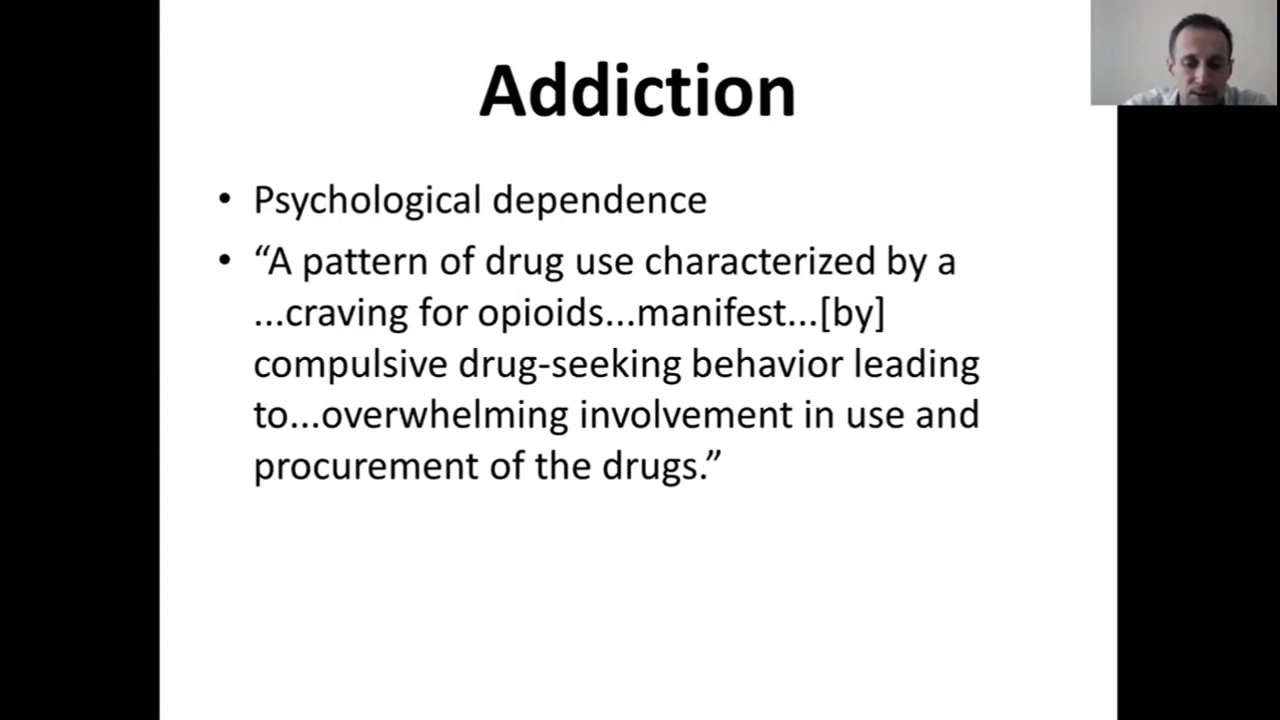 Addiction
• Psychological dependence
• “A pattern of drug use characterized by a
...craving for opioids...manifest...[by]
compulsive drug-seeking behavior leading
to...overwhelming involvement in use and
procurement of the drugs.”